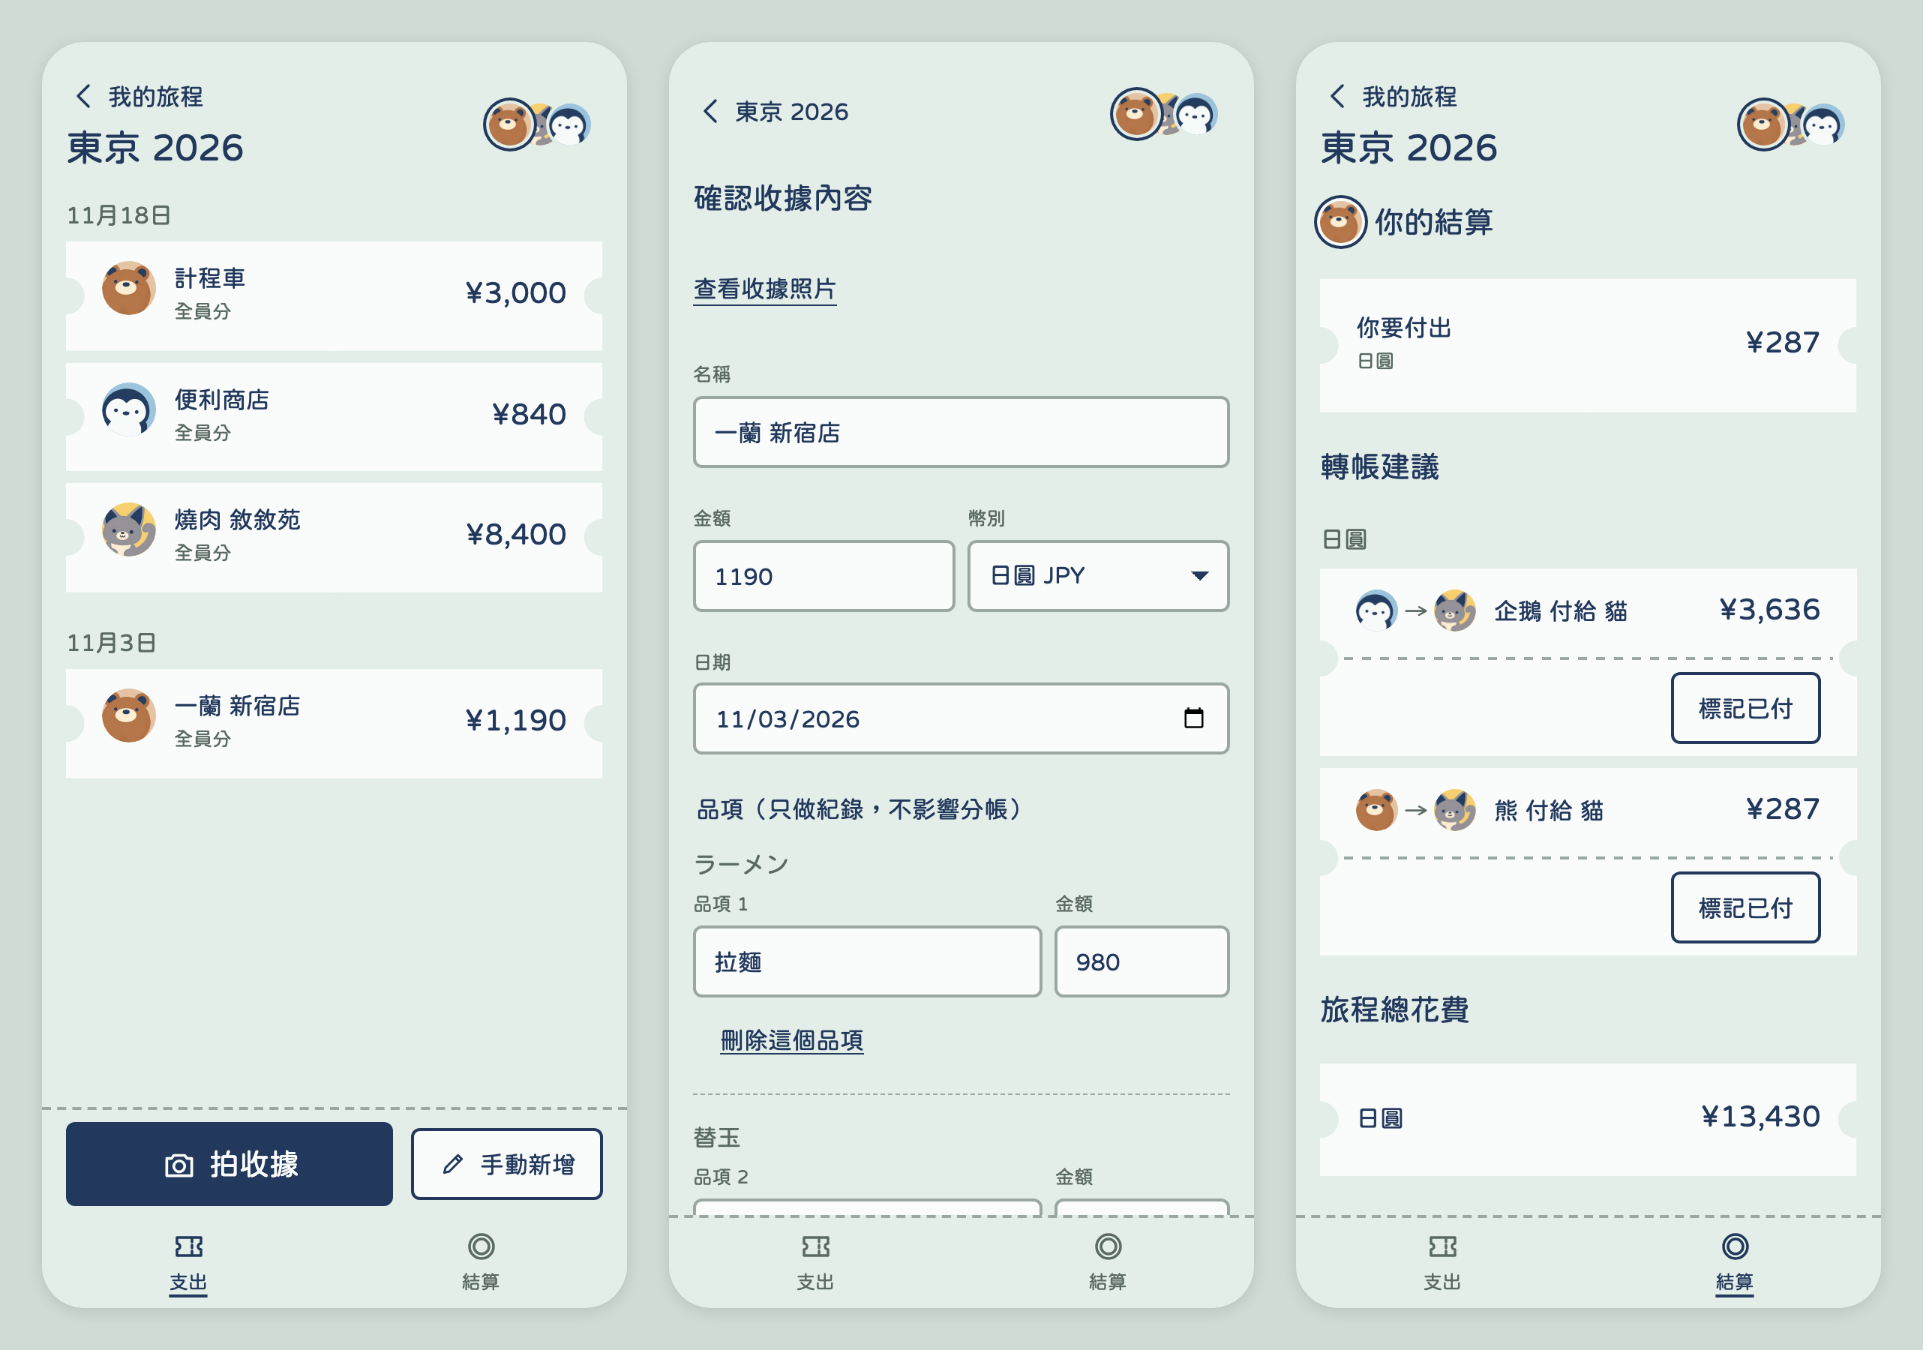 我的旅程
東京 2026
11月18日
計程車
全員分
¥3,000
便利商店
全員分
¥840
燒肉 敘敘苑
全員分
¥8,400
11月3日
一蘭 新宿店
全員分
¥1,190
拍收據
手動新增
支出
結算
東京 2026
確認收據內容
查看收據照片
名稱
一蘭 新宿店
金額
幣別
1190
日圓 JPY
日期
11/03/2026
品項（只做紀錄，不影響分帳）
ラーメン
品項 1
金額
拉麵
980
刪除這個品項
替玉
品項 2
金額
支出
結算
我的旅程
東京 2026
你的結算
你要付出
日圓
¥287
轉帳建議
日圓
企鵝 付給 貓
¥3,636
標記已付
熊 付給 貓
¥287
標記已付
旅程總花費
日圓
¥13,430
支出
結算